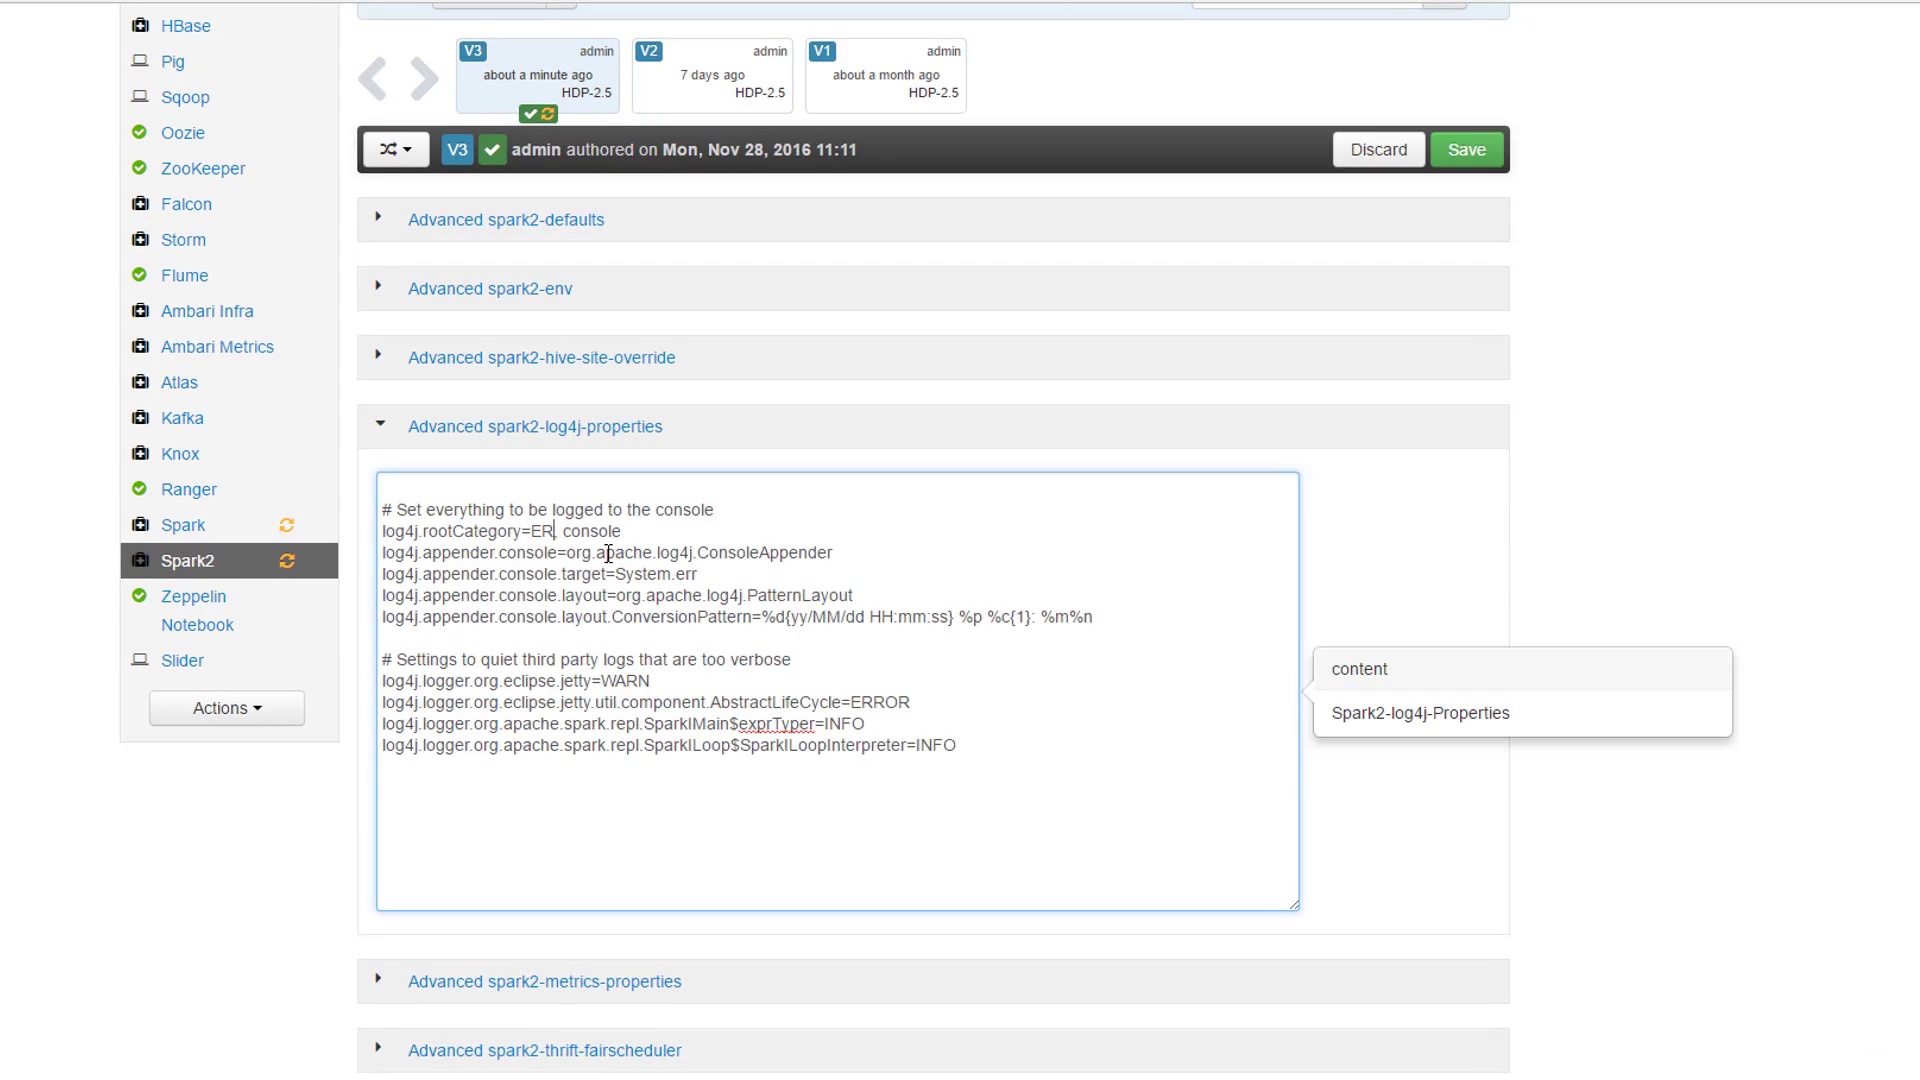 HBase
Pig
Sqoop
Oozie
ZooKeeper
Falcon
Storm
Flume
Ambari Infra
Ambari Metrics
Atlas
Kafka
Knox
Ranger
Spark
Spark2
Zeppelin
Notebook
Slider
Actions
V3 admin
about a minute ago
HDP-2.5
V2 admin
7 days ago
HDP-2.5
V1 admin
about a month ago
HDP-2.5
V3 admin authored on Mon, Nov 28, 2016 11:11 Discard Save
Advanced spark2-defaults
Advanced spark2-env
Advanced spark2-hive-site-override
Advanced spark2-log4j-properties
# Set everything to be logged to the console
log4j.rootCategory=ER, console
log4j.appender.console=org.apache.log4j.ConsoleAppender
log4j.appender.console.target=System.err
log4j.appender.console.layout=org.apache.log4j.PatternLayout
log4j.appender.console.layout.ConversionPattern=%d{yy/MM/dd HH:mm:ss} %p %c{1}: %m%n
# Settings to quiet third party logs that are too verbose
log4j.logger.org.eclipse.jetty=WARN
log4j.logger.org.eclipse.jetty.util.component.AbstractLifeCycle=ERROR
log4j.logger.org.apache.spark.repl.SparkIMain$exprTyper=INFO
log4j.logger.org.apache.spark.repl.SparkILoop$SparkILoopInterpreter=INFO
content
Spark2-log4j-Properties
Advanced spark2-metrics-properties
Advanced spark2-thrift-fairscheduler